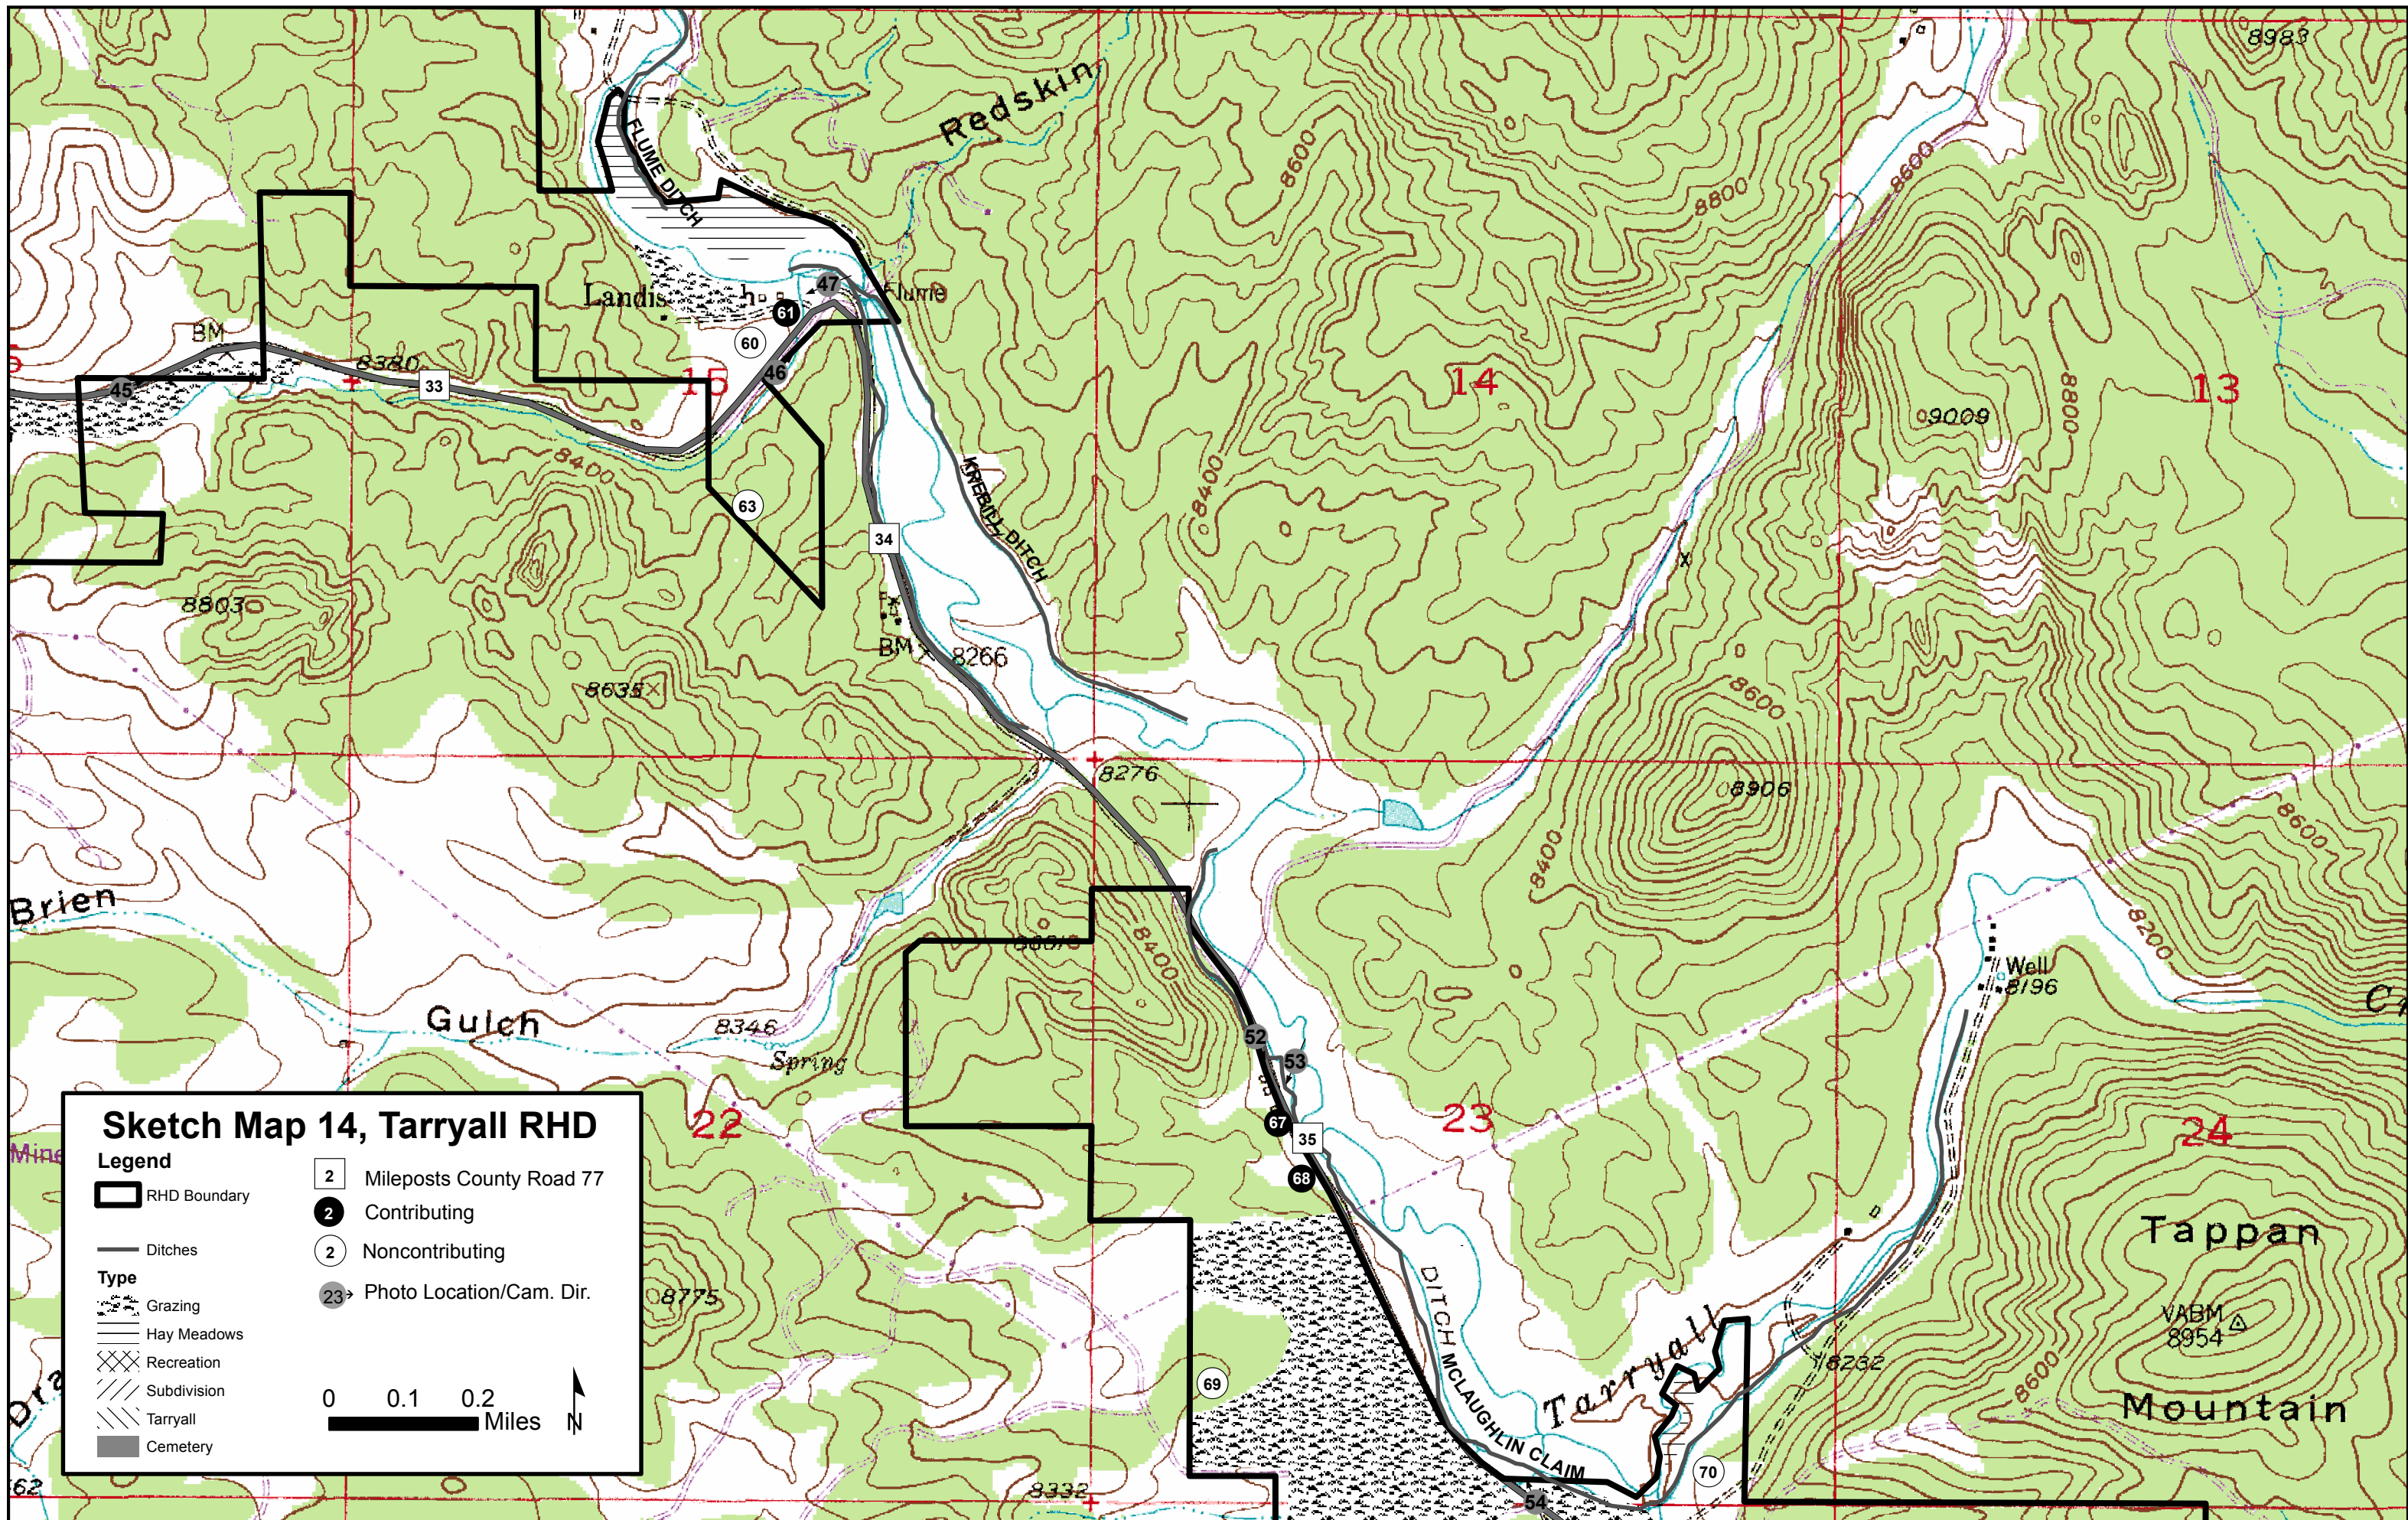 8983
Redskin
8600
FLUME DITCH
8800
8600
Landis
h
47
Flume
61
BM
60
8380
33
45
46
15
14
13
9009
8800
8400
63
8400
KREBILL DITCH
34
8803
BM
8266
8635
8600
8276
8906
8400
8600
Brien
8400
8200
Well
8196
Gulch
8346
Spring
52
53
67
35
68
22
23
24
Mine
Tappan
8775
DITCH MCLAUGHLIN CLAIM
Tarryall
VABM
8954
8232
8600
69
Mountain
70
8332
54
62
Dra
Sketch Map 14, Tarryall RHD
Legend
RHD Boundary
Ditches
Type
Grazing
Hay Meadows
Recreation
Subdivision
Tarryall
Cemetery
2 Mileposts County Road 77
2 Contributing
2 Noncontributing
23 Photo Location/Cam. Dir.
0 0.1 0.2
Miles
N